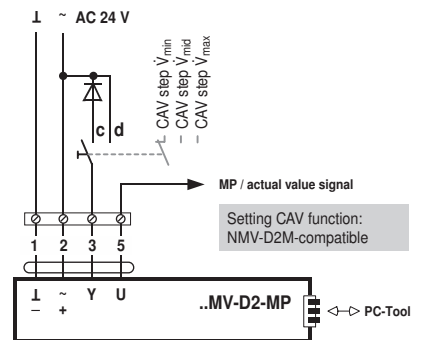 ⊥ ~ AC 24 V
CAV step V̇min
– CAV step V̇mid
– CAV step V̇max
c d
MP / actual value signal
Setting CAV function:
NMV-D2M-compatible
1 2 3 5
⊥ ~ Y U
– +
..MV-D2-MP
PC-Tool